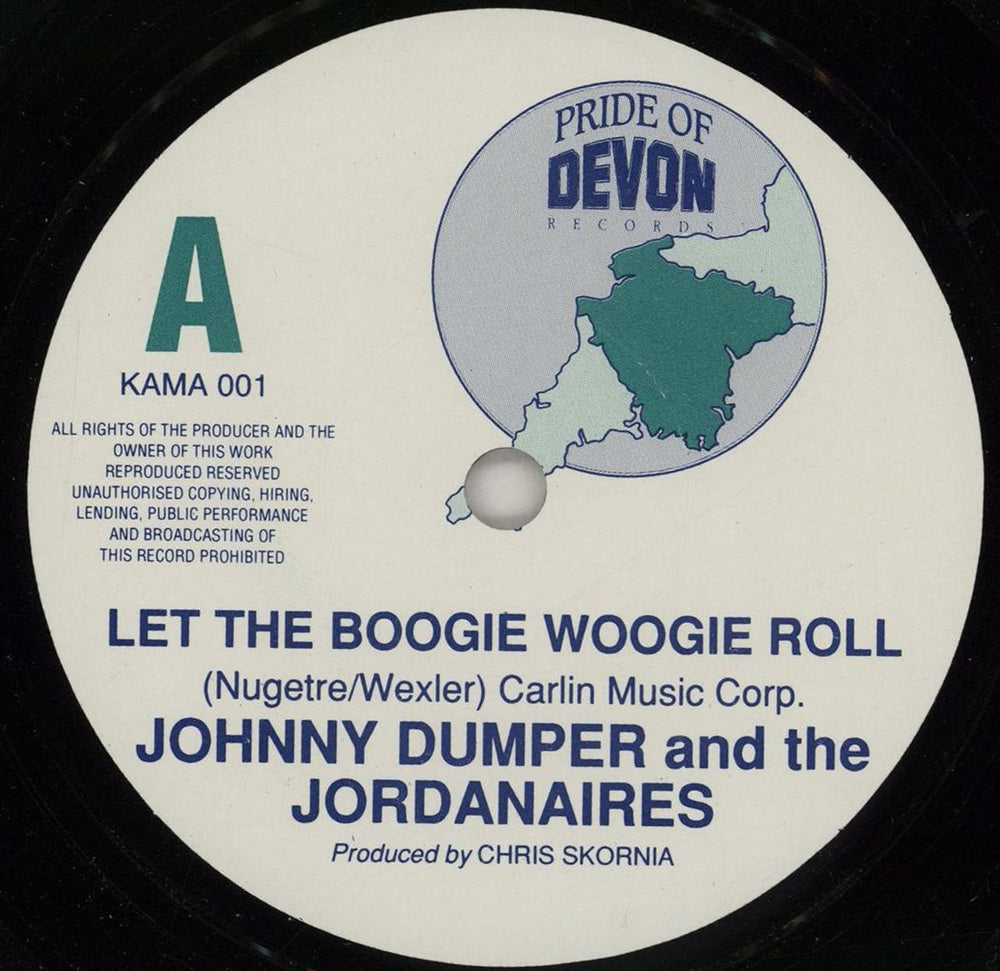 PRIDE OF
DEVON
RECORDS
A
KAMA 001
ALL RIGHTS OF THE PRODUCER AND THE
OWNER OF THIS WORK
REPRODUCED RESERVED
UNAUTHORISED COPYING, HIRING,
LENDING, PUBLIC PERFORMANCE
AND BROADCASTING OF
THIS RECORD PROHIBITED
LET THE BOOGIE WOOGIE ROLL
(Nugetre/Wexler) Carlin Music Corp.
JOHNNY DUMPER and the
JORDANAIRES
Produced by CHRIS SKORNIA